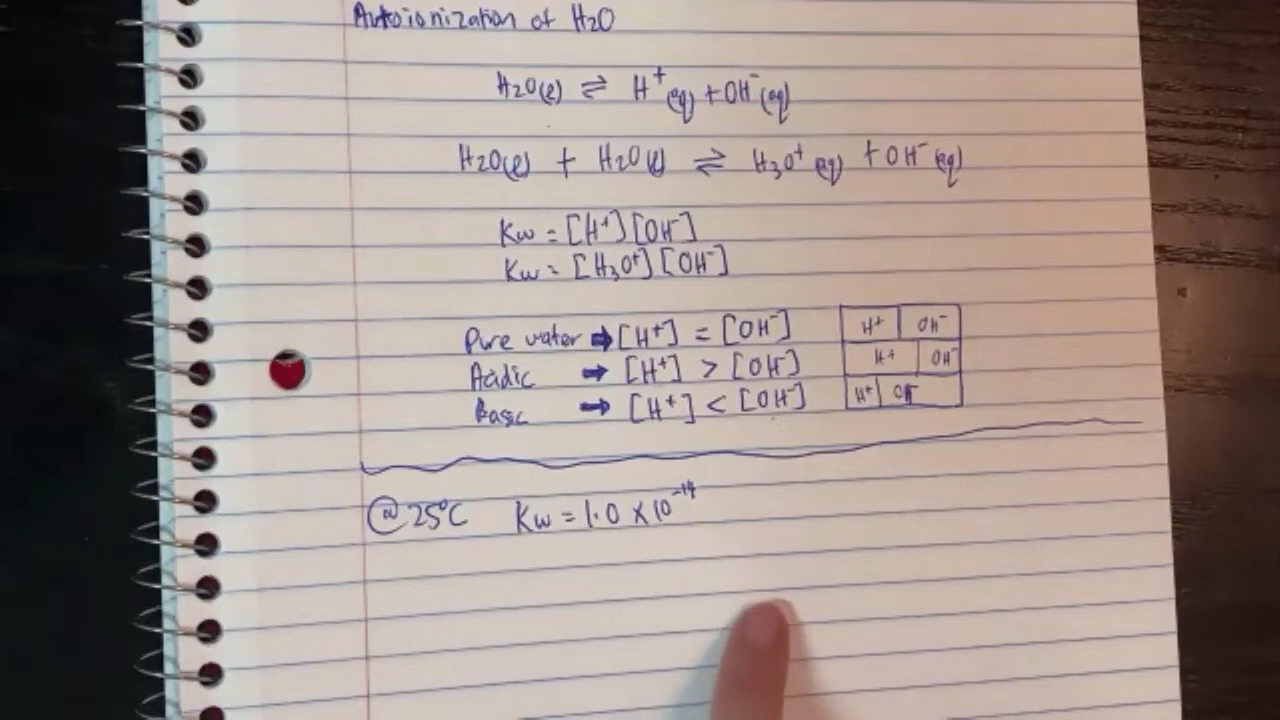 Autoionization of H2O
H2O(l) ⇌ H⁺(aq) + OH⁻(aq)
H2O(l) + H2O(l) ⇌ H3O⁺(aq) + OH⁻(aq)
Kw = [H⁺][OH⁻]
Kw = [H3O⁺][OH⁻]
Pure water → [H⁺] = [OH⁻] H⁺ OH⁻
Acidic → [H⁺] > [OH⁻] H⁺ OH⁻
Basic → [H⁺] < [OH⁻] H⁺ OH⁻
@ 25°C Kw = 1.0 × 10⁻¹⁴